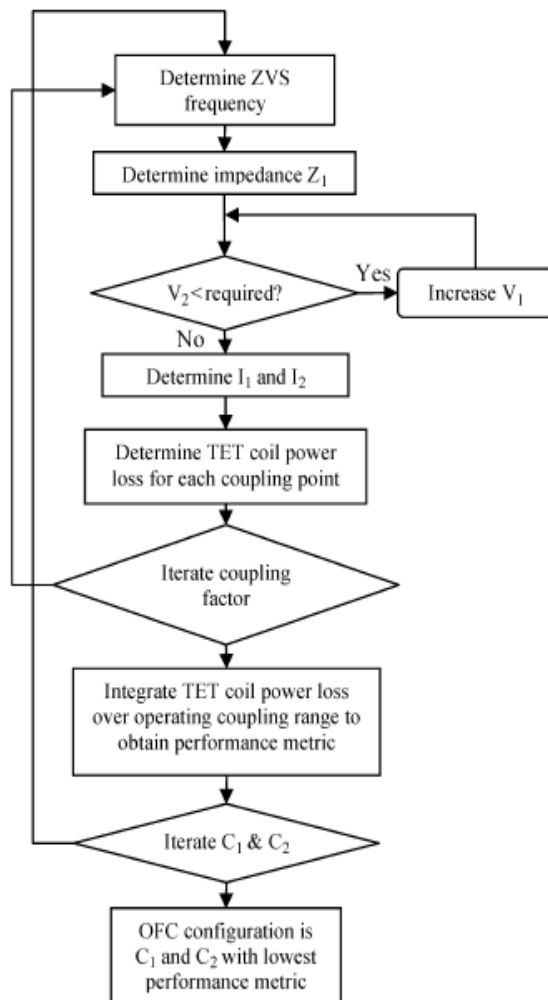 Determine ZVS
frequency
Determine impedance Z₁
V₂<required?
Yes
Increase V₁
No
Determine I₁ and I₂
Determine TET coil power
loss for each coupling point
Iterate coupling
factor
Integrate TET coil power loss
over operating coupling range to
obtain performance metric
Iterate C₁ & C₂
OFC configuration is
C₁ and C₂ with lowest
performance metric